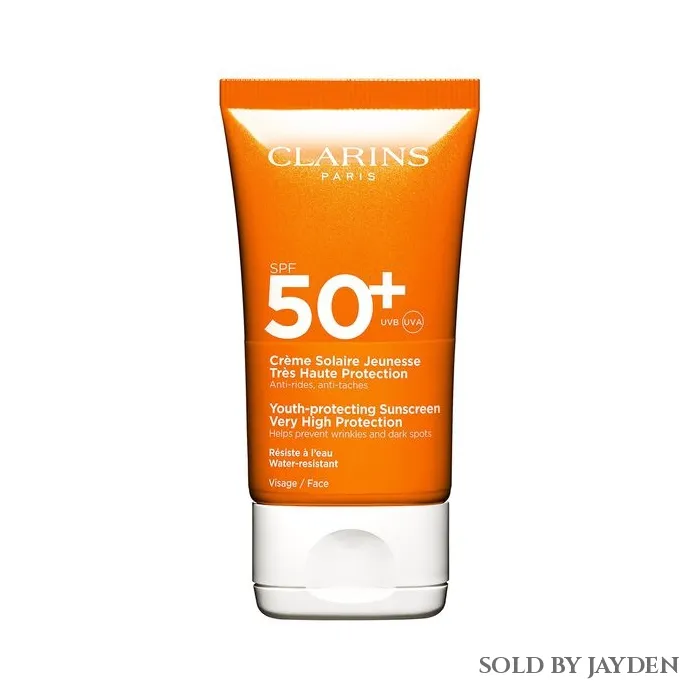 CLARINS
PARIS
SPF
50+
UVB UVA
Crème Solaire Jeunesse
Très Haute Protection
Anti-rides, anti-taches
Youth-protecting Sunscreen
Very High Protection
Helps prevent wrinkles and dark spots
Résiste à l'eau
Water-resistant
Visage / Face
SOLD BY JAYDEN